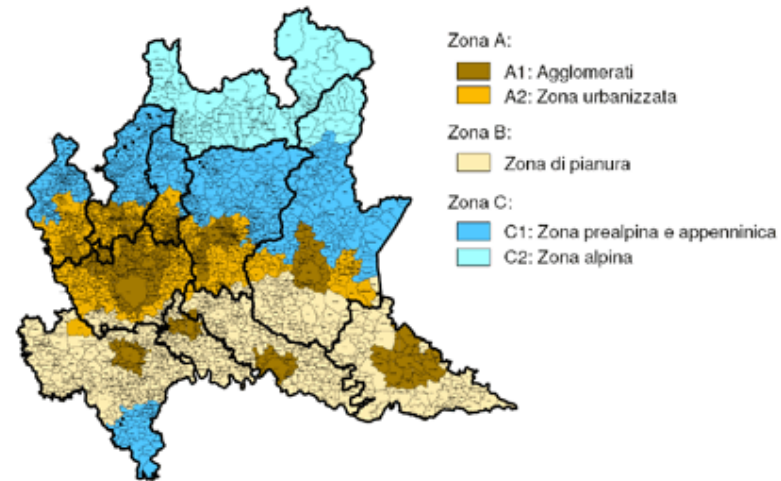 Zona A:
A1: Agglomerati
A2: Zona urbanizzata
Zona B:
Zona di pianura
Zona C:
C1: Zona prealpina e appenninica
C2: Zona alpina